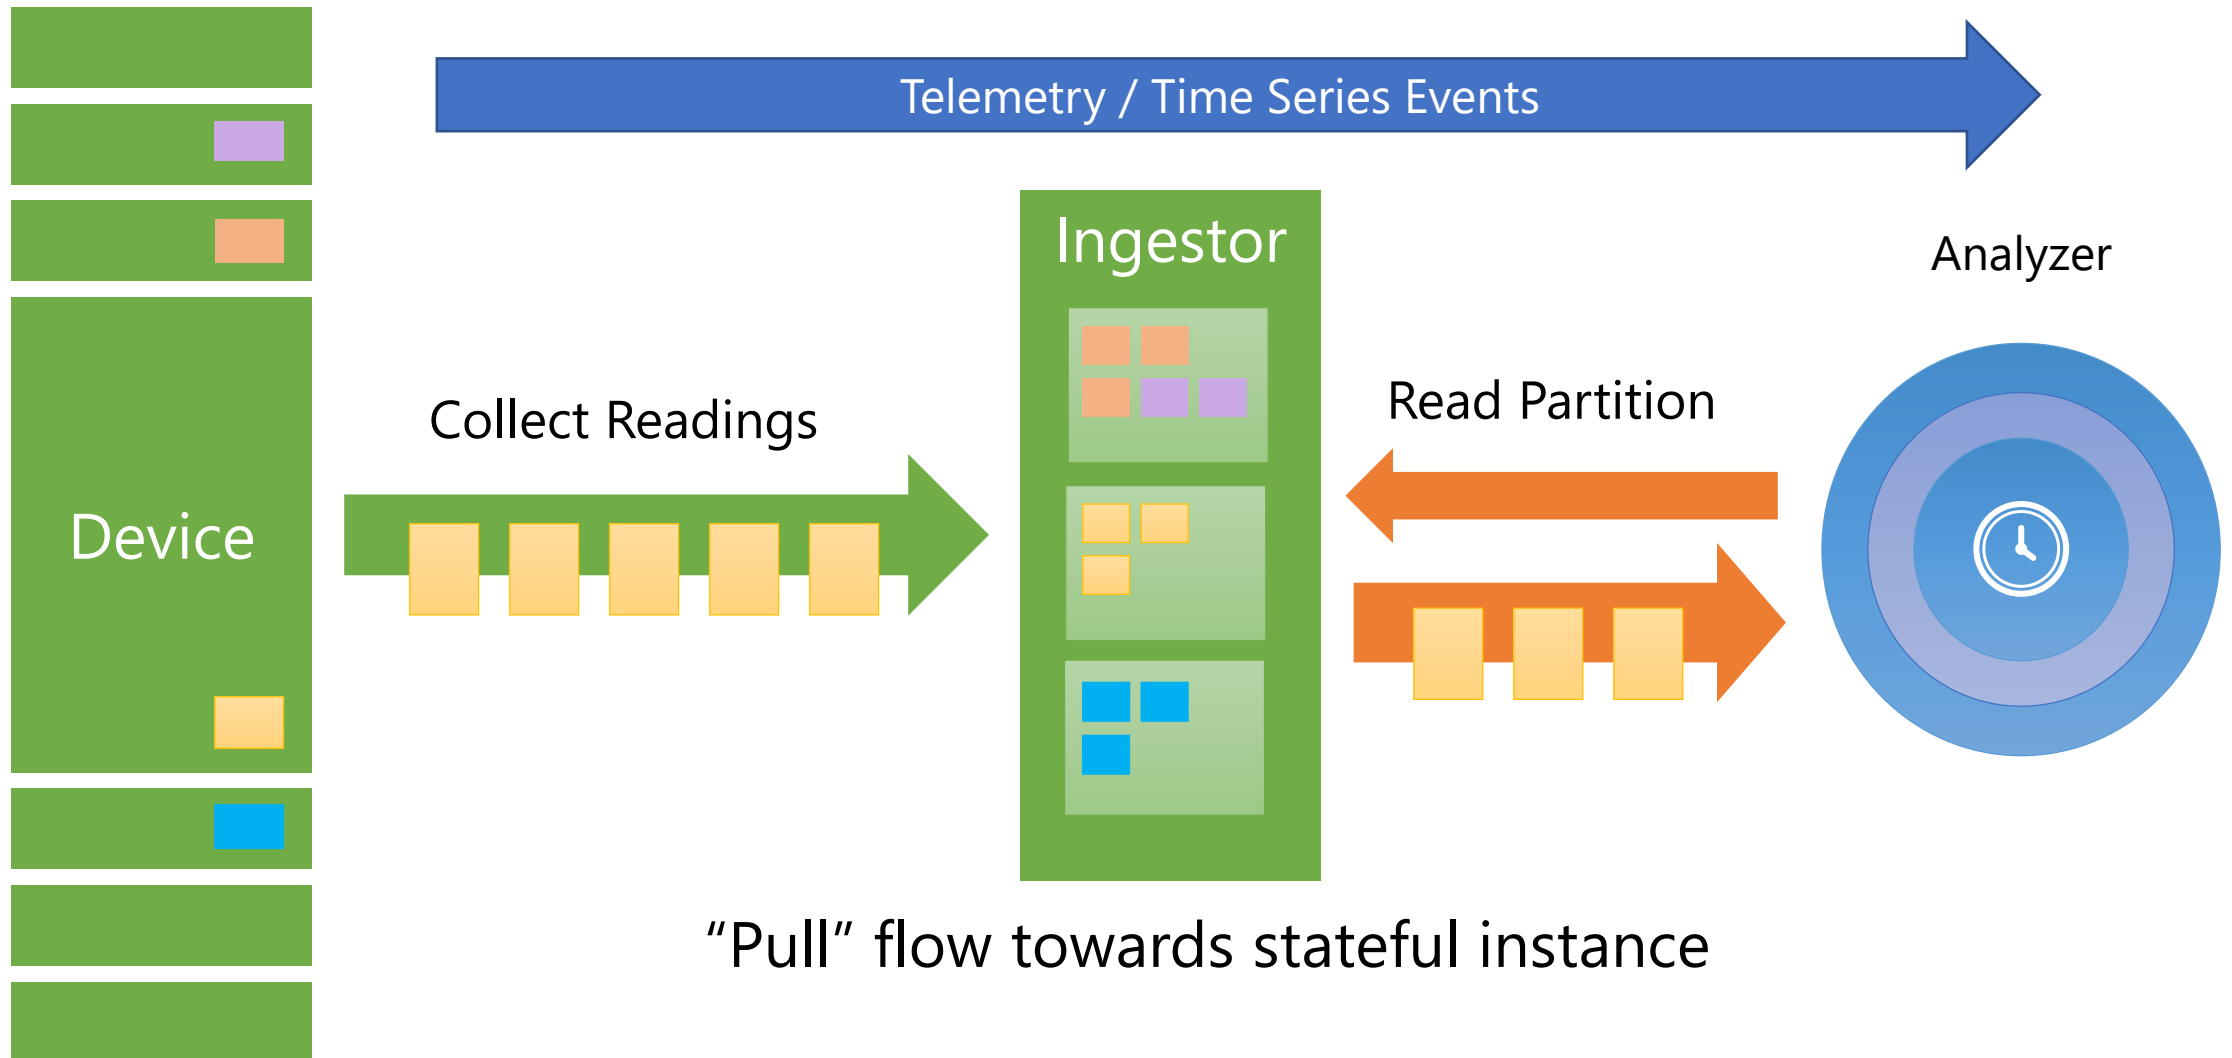 Telemetry / Time Series Events
Ingestor
Analyzer
Collect Readings
Read Partition
Device
“Pull” flow towards stateful instance